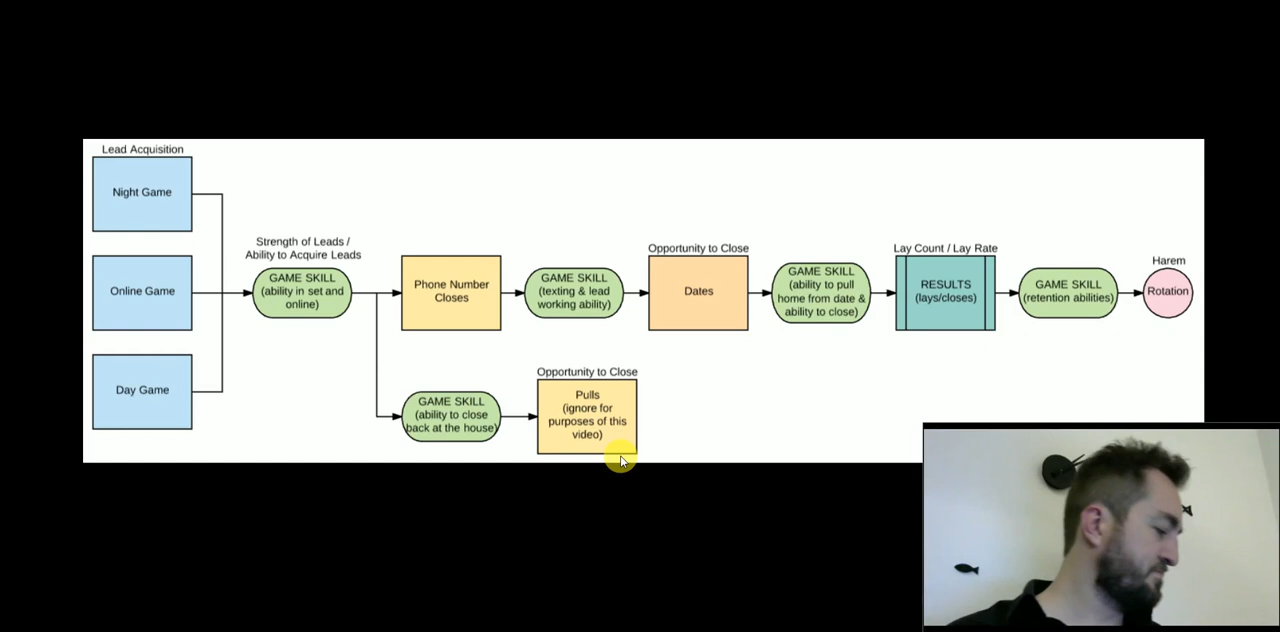 Lead Acquisition
Night Game
Online Game
Day Game
Strength of Leads /
Ability to Acquire Leads
GAME SKILL
(ability in set and
online)
Phone Number
Closes
GAME SKILL
(texting & lead
working ability)
Opportunity to Close
Dates
GAME SKILL
(ability to pull
home from date &
ability to close)
Lay Count / Lay Rate
RESULTS
(lays/closes)
GAME SKILL
(retention abilities)
Harem
Rotation
GAME SKILL
(ability to close
back at the house)
Opportunity to Close
Pulls
(ignore for
purposes of this
video)